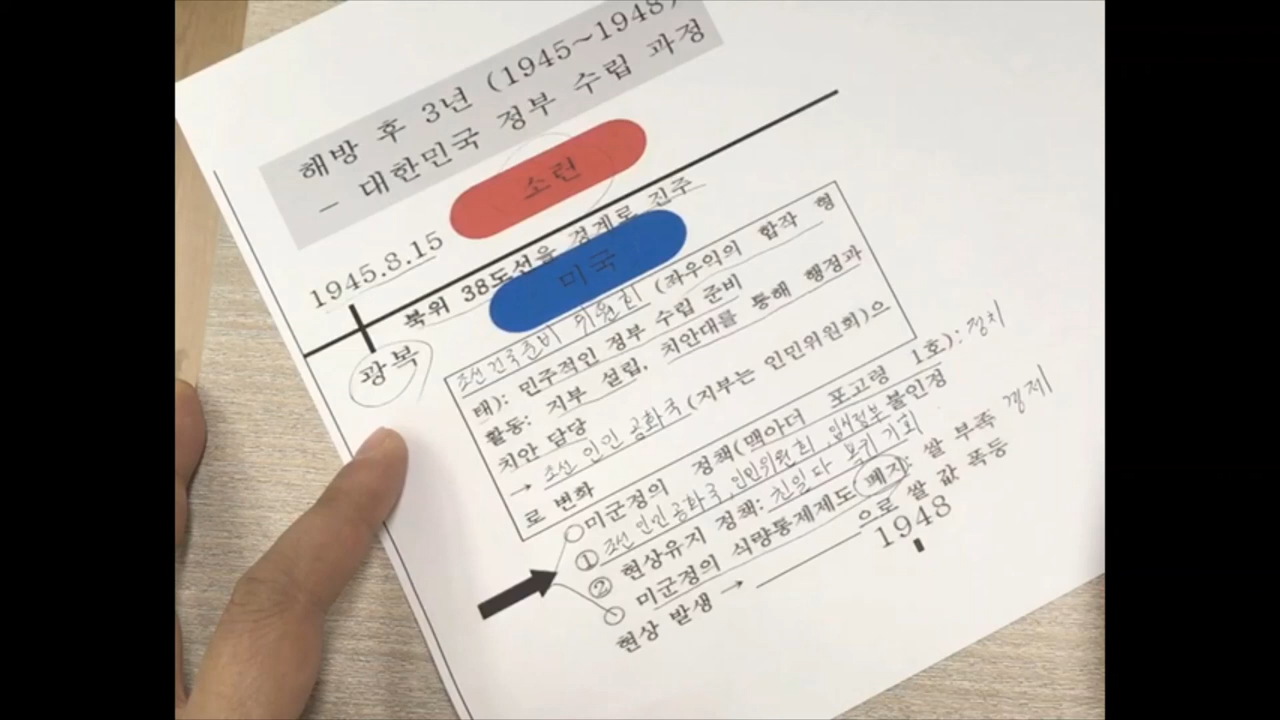 해방 후 3년 (1945~1948)
- 대한민국 정부 수립 과정
소련
1945.8.15
북위 38도선을 경계로 진주
미국
광복
조선건국준비 위원회 (좌우익의 합작 형
태): 민주적인 정부 수립 준비
활동: 지부 설립, 치안대를 통해 행정과
치안 담당
→ 조선 인민 공화국(지부는 인민위원회)으
로 변화
미군정의 정책(맥아더 포고령 1호): 정치
① 조선 인민공화국, 인민위원회, 임시정부 불인정
② 현상유지 정책: 친일파 복귀 기회
미군정의 식량통제제도 폐지: 쌀 부족 경제
현상 발생 → 으로 쌀 값 폭등
1948